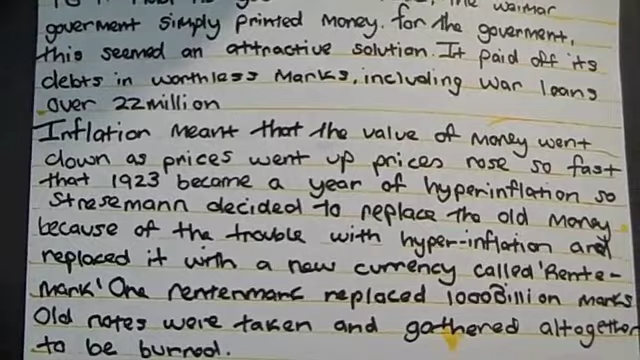 the Waimar
goverment simply printed money. for the goverment,
this seemed an attractive solution. It paid off its
debts in worthless Marks, including war loans
over 22million
Inflation meant that the value of money went
down as prices went up prices rose so fast
that 1923 became a year of hyperinflation so
Stresemann decided to replace the old money
because of the trouble with hyper-inflation and
replaced it with a new currency called 'Rente-
mark' One rentenmark replaced 1000Billion marks
Old notes were taken and gathered altogether
to be burned.